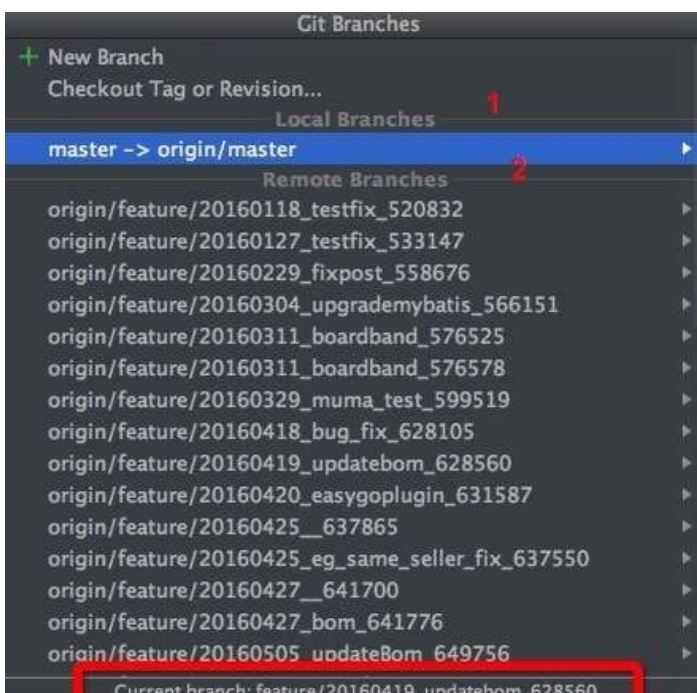 Git Branches
+ New Branch
Checkout Tag or Revision...
1
Local Branches
master -> origin/master
2
Remote Branches
origin/feature/20160118_testfix_520832
origin/feature/20160127_testfix_533147
origin/feature/20160229_fixpost_558676
origin/feature/20160304_upgrademybatis_566151
origin/feature/20160311_boardband_576525
origin/feature/20160311_boardband_576578
origin/feature/20160329_muma_test_599519
origin/feature/20160418_bug_fix_628105
origin/feature/20160419_updatebom_628560
origin/feature/20160420_easygoplugin_631587
origin/feature/20160425__637865
origin/feature/20160425_eg_same_seller_fix_637550
origin/feature/20160427__641700
origin/feature/20160427_bom_641776
origin/feature/20160505_updateBom_649756
Current branch: feature/20160419_updatebom_628560